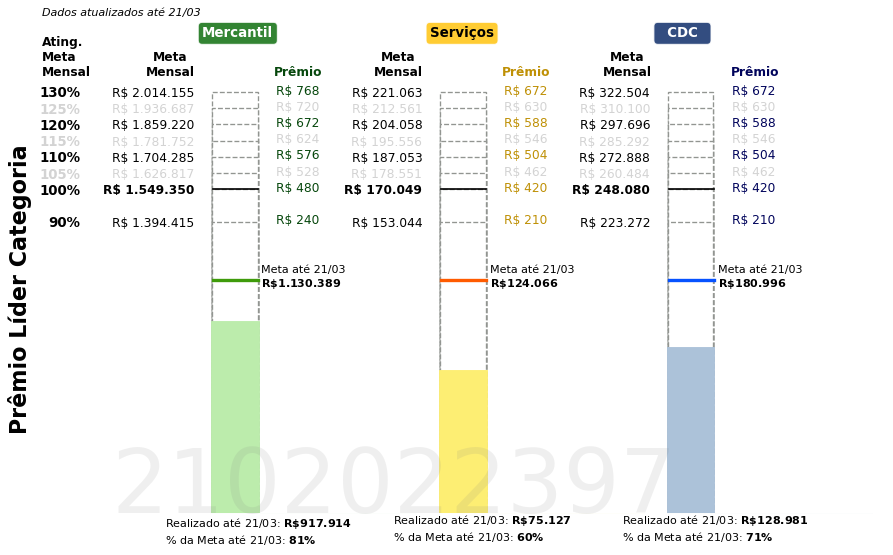 Dados atualizados até 21/03
Mercantil Serviços CDC
Ating. Meta Mensal
Meta Mensal Prêmio Meta Mensal Prêmio Meta Mensal Prêmio
130% R$ 2.014.155 R$ 768 R$ 221.063 R$ 672 R$ 322.504 R$ 672
125% R$ 1.936.687 R$ 720 R$ 212.561 R$ 630 R$ 310.100 R$ 630
120% R$ 1.859.220 R$ 672 R$ 204.058 R$ 588 R$ 297.696 R$ 588
115% R$ 1.781.752 R$ 624 R$ 195.556 R$ 546 R$ 285.292 R$ 546
110% R$ 1.704.285 R$ 576 R$ 187.053 R$ 504 R$ 272.888 R$ 504
105% R$ 1.626.817 R$ 528 R$ 178.551 R$ 462 R$ 260.484 R$ 462
100% R$ 1.549.350 R$ 480 R$ 170.049 R$ 420 R$ 248.080 R$ 420
90% R$ 1.394.415 R$ 240 R$ 153.044 R$ 210 R$ 223.272 R$ 210
Meta até 21/03 Meta até 21/03 Meta até 21/03
R$1.130.389 R$124.066 R$180.996
Prêmio Líder Categoria
2102022397
Realizado até 21/03: R$917.914 Realizado até 21/03: R$75.127 Realizado até 21/03: R$128.981
% da Meta até 21/03: 81% % da Meta até 21/03: 60% % da Meta até 21/03: 71%